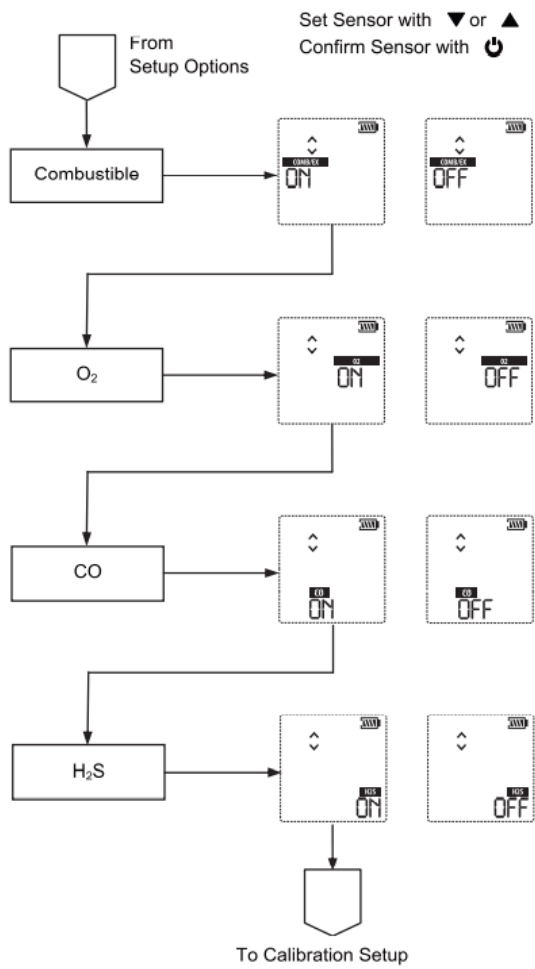 Set Sensor with ▼ or ▲
Confirm Sensor with ⏻
From
Setup Options
Combustible
COMB/EX
ON
COMB/EX
OFF
O₂
O2
ON
O2
OFF
CO
CO
ON
CO
OFF
H₂S
H2S
ON
H2S
OFF
To Calibration Setup